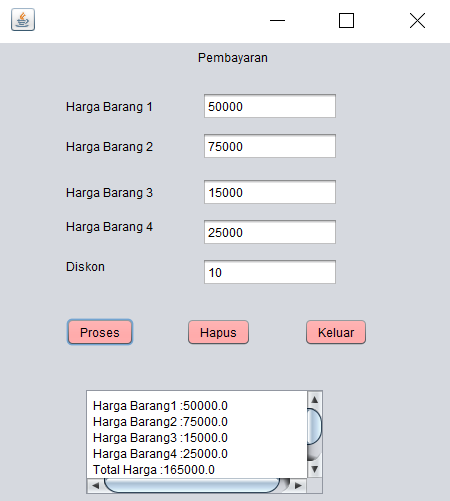 Pembayaran
Harga Barang 1 50000
Harga Barang 2 75000
Harga Barang 3 15000
Harga Barang 4 25000
Diskon 10
Proses Hapus Keluar
Harga Barang1 :50000.0
Harga Barang2 :75000.0
Harga Barang3 :15000.0
Harga Barang4 :25000.0
Total Harga :165000.0